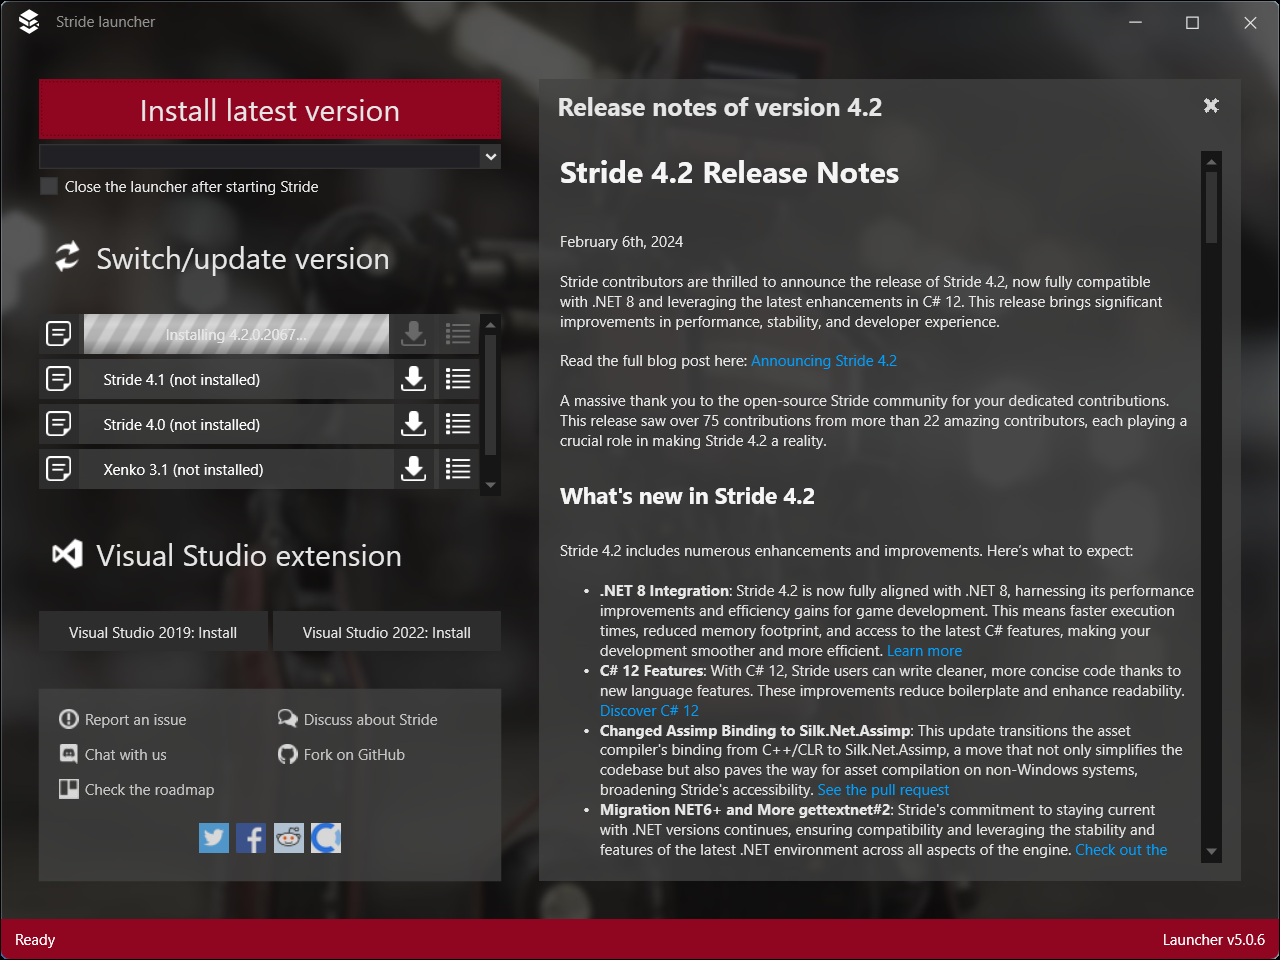 Stride launcher
Install latest version
Close the launcher after starting Stride
Switch/update version
Installing 4.2.0.2067...
Stride 4.1 (not installed)
Stride 4.0 (not installed)
Xenko 3.1 (not installed)
Visual Studio extension
Visual Studio 2019: Install
Visual Studio 2022: Install
Report an issue
Discuss about Stride
Chat with us
Fork on GitHub
Check the roadmap
Release notes of version 4.2
Stride 4.2 Release Notes
February 6th, 2024
Stride contributors are thrilled to announce the release of Stride 4.2, now fully compatible
with .NET 8 and leveraging the latest enhancements in C# 12. This release brings significant
improvements in performance, stability, and developer experience.
Read the full blog post here: Announcing Stride 4.2
A massive thank you to the open-source Stride community for your dedicated contributions.
This release saw over 75 contributions from more than 22 amazing contributors, each playing a
crucial role in making Stride 4.2 a reality.
What's new in Stride 4.2
Stride 4.2 includes numerous enhancements and improvements. Here's what to expect:
• .NET 8 Integration: Stride 4.2 is now fully aligned with .NET 8, harnessing its performance
improvements and efficiency gains for game development. This means faster execution
times, reduced memory footprint, and access to the latest C# features, making your
development smoother and more efficient. Learn more
• C# 12 Features: With C# 12, Stride users can write cleaner, more concise code thanks to
new language features. These improvements reduce boilerplate and enhance readability.
Discover C# 12
• Changed Assimp Binding to Silk.Net.Assimp: This update transitions the asset
compiler's binding from C++/CLR to Silk.Net.Assimp, a move that not only simplifies the
codebase but also paves the way for asset compilation on non-Windows systems,
broadening Stride's accessibility. See the pull request
• Migration NET6+ and More gettextnet#2: Stride's commitment to staying current
with .NET versions continues, ensuring compatibility and leveraging the stability and
features of the latest .NET environment across all aspects of the engine. Check out the
Ready
Launcher v5.0.6